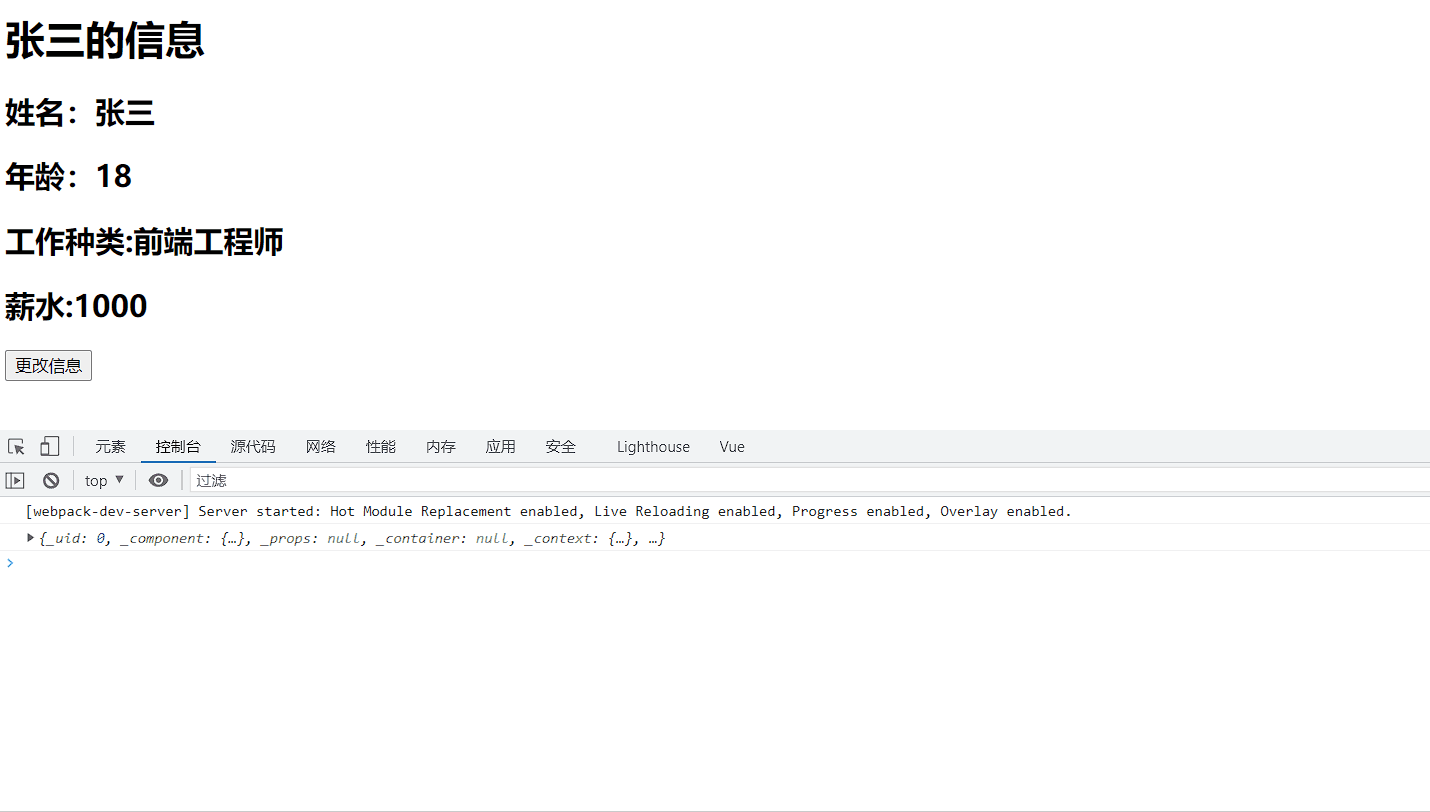 张三的信息
姓名：张三
年龄：18
工作种类:前端工程师
薪水:1000
更改信息
元素 控制台 源代码 网络 性能 内存 应用 安全 Lighthouse Vue
top ▼ 过滤
[webpack-dev-server] Server started: Hot Module Replacement enabled, Live Reloading enabled, Progress enabled, Overlay enabled.
{_uid: 0, _component: {…}, _props: null, _container: null, _context: {…}, …}